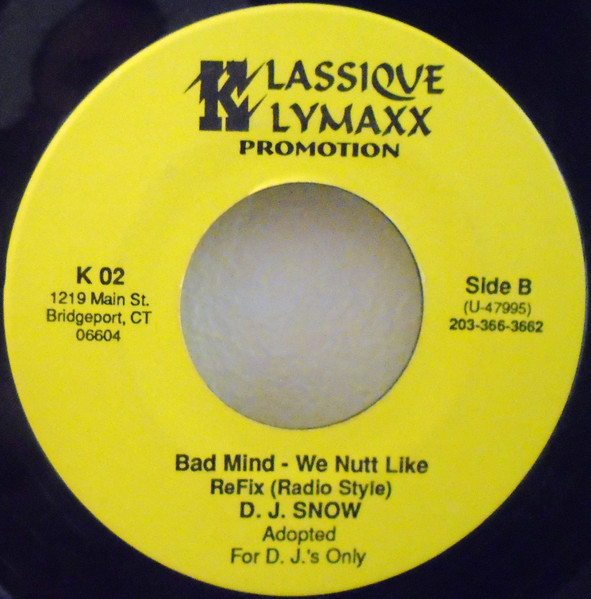 KLASSIQUE
KLYMAXX
PROMOTION
K 02
1219 Main St.
Bridgeport, CT
06604
Side B
(U-47995)
203-366-3662
Bad Mind - We Nutt Like
ReFix (Radio Style)
D. J. SNOW
Adopted
For D. J.'s Only